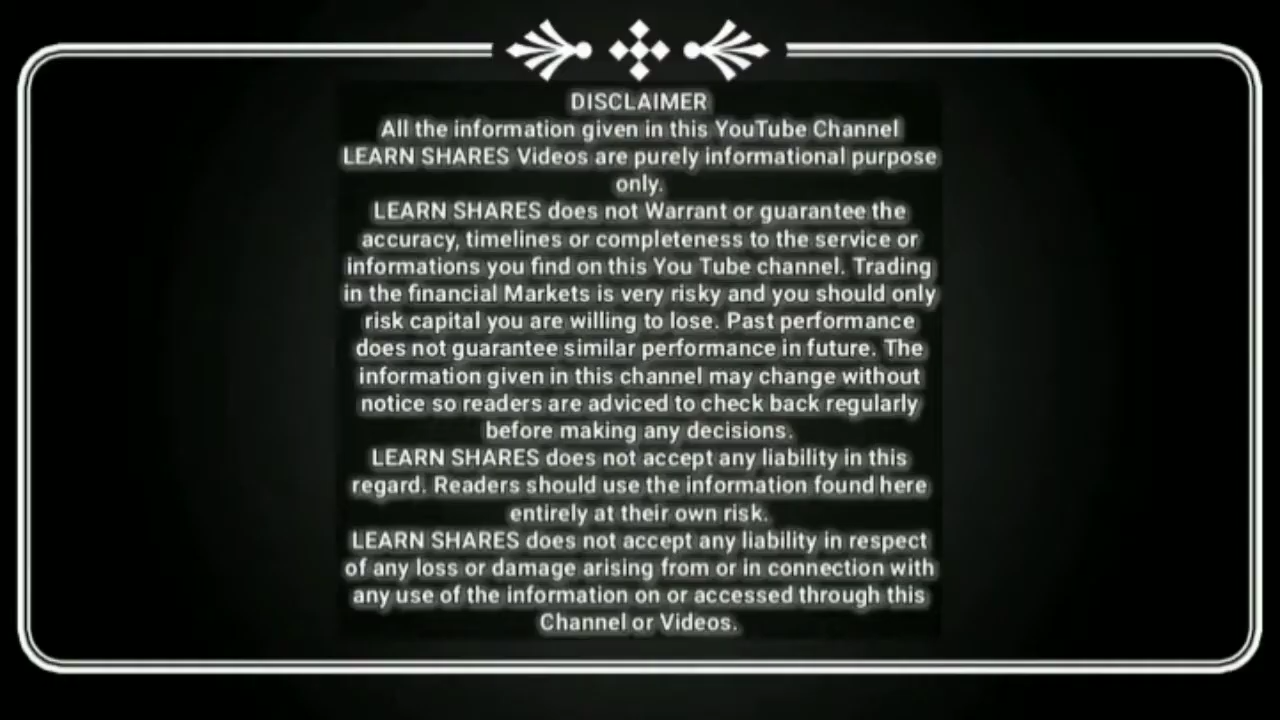 DISCLAIMER
All the information given in this YouTube Channel
LEARN SHARES Videos are purely informational purpose
only.
LEARN SHARES does not Warrant or guarantee the
accuracy, timelines or completeness to the service or
informations you find on this You Tube channel. Trading
in the financial Markets is very risky and you should only
risk capital you are willing to lose. Past performance
does not guarantee similar performance in future. The
information given in this channel may change without
notice so readers are adviced to check back regularly
before making any decisions.
LEARN SHARES does not accept any liability in this
regard. Readers should use the information found here
entirely at their own risk.
LEARN SHARES does not accept any liability in respect
of any loss or damage arising from or in connection with
any use of the information on or accessed through this
Channel or Videos.